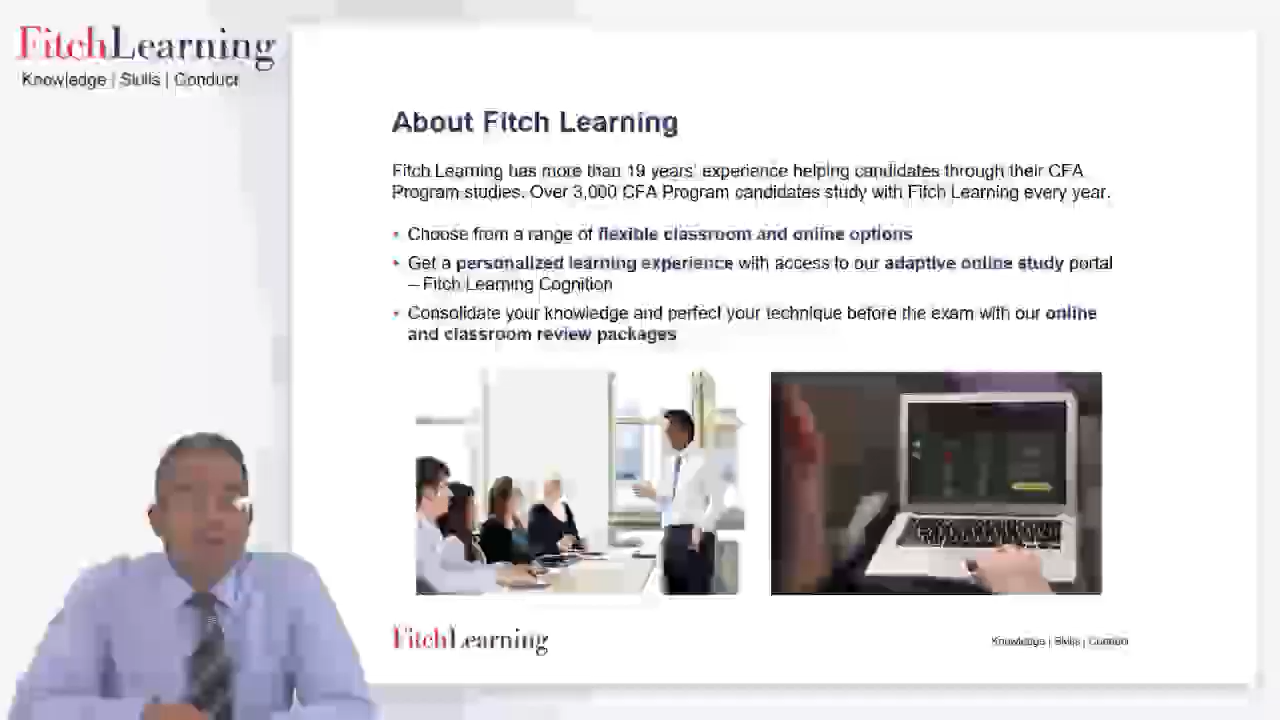 FitchLearning
Knowledge | Skills | Conduct
About Fitch Learning
Fitch Learning has more than 19 years' experience helping candidates through their CFA
Program studies. Over 3,000 CFA Program candidates study with Fitch Learning every year.
• Choose from a range of flexible classroom and online options
• Get a personalized learning experience with access to our adaptive online study portal
– Fitch Learning Cognition
• Consolidate your knowledge and perfect your technique before the exam with our online
and classroom review packages
FitchLearning
Knowledge | Skills | Conduct